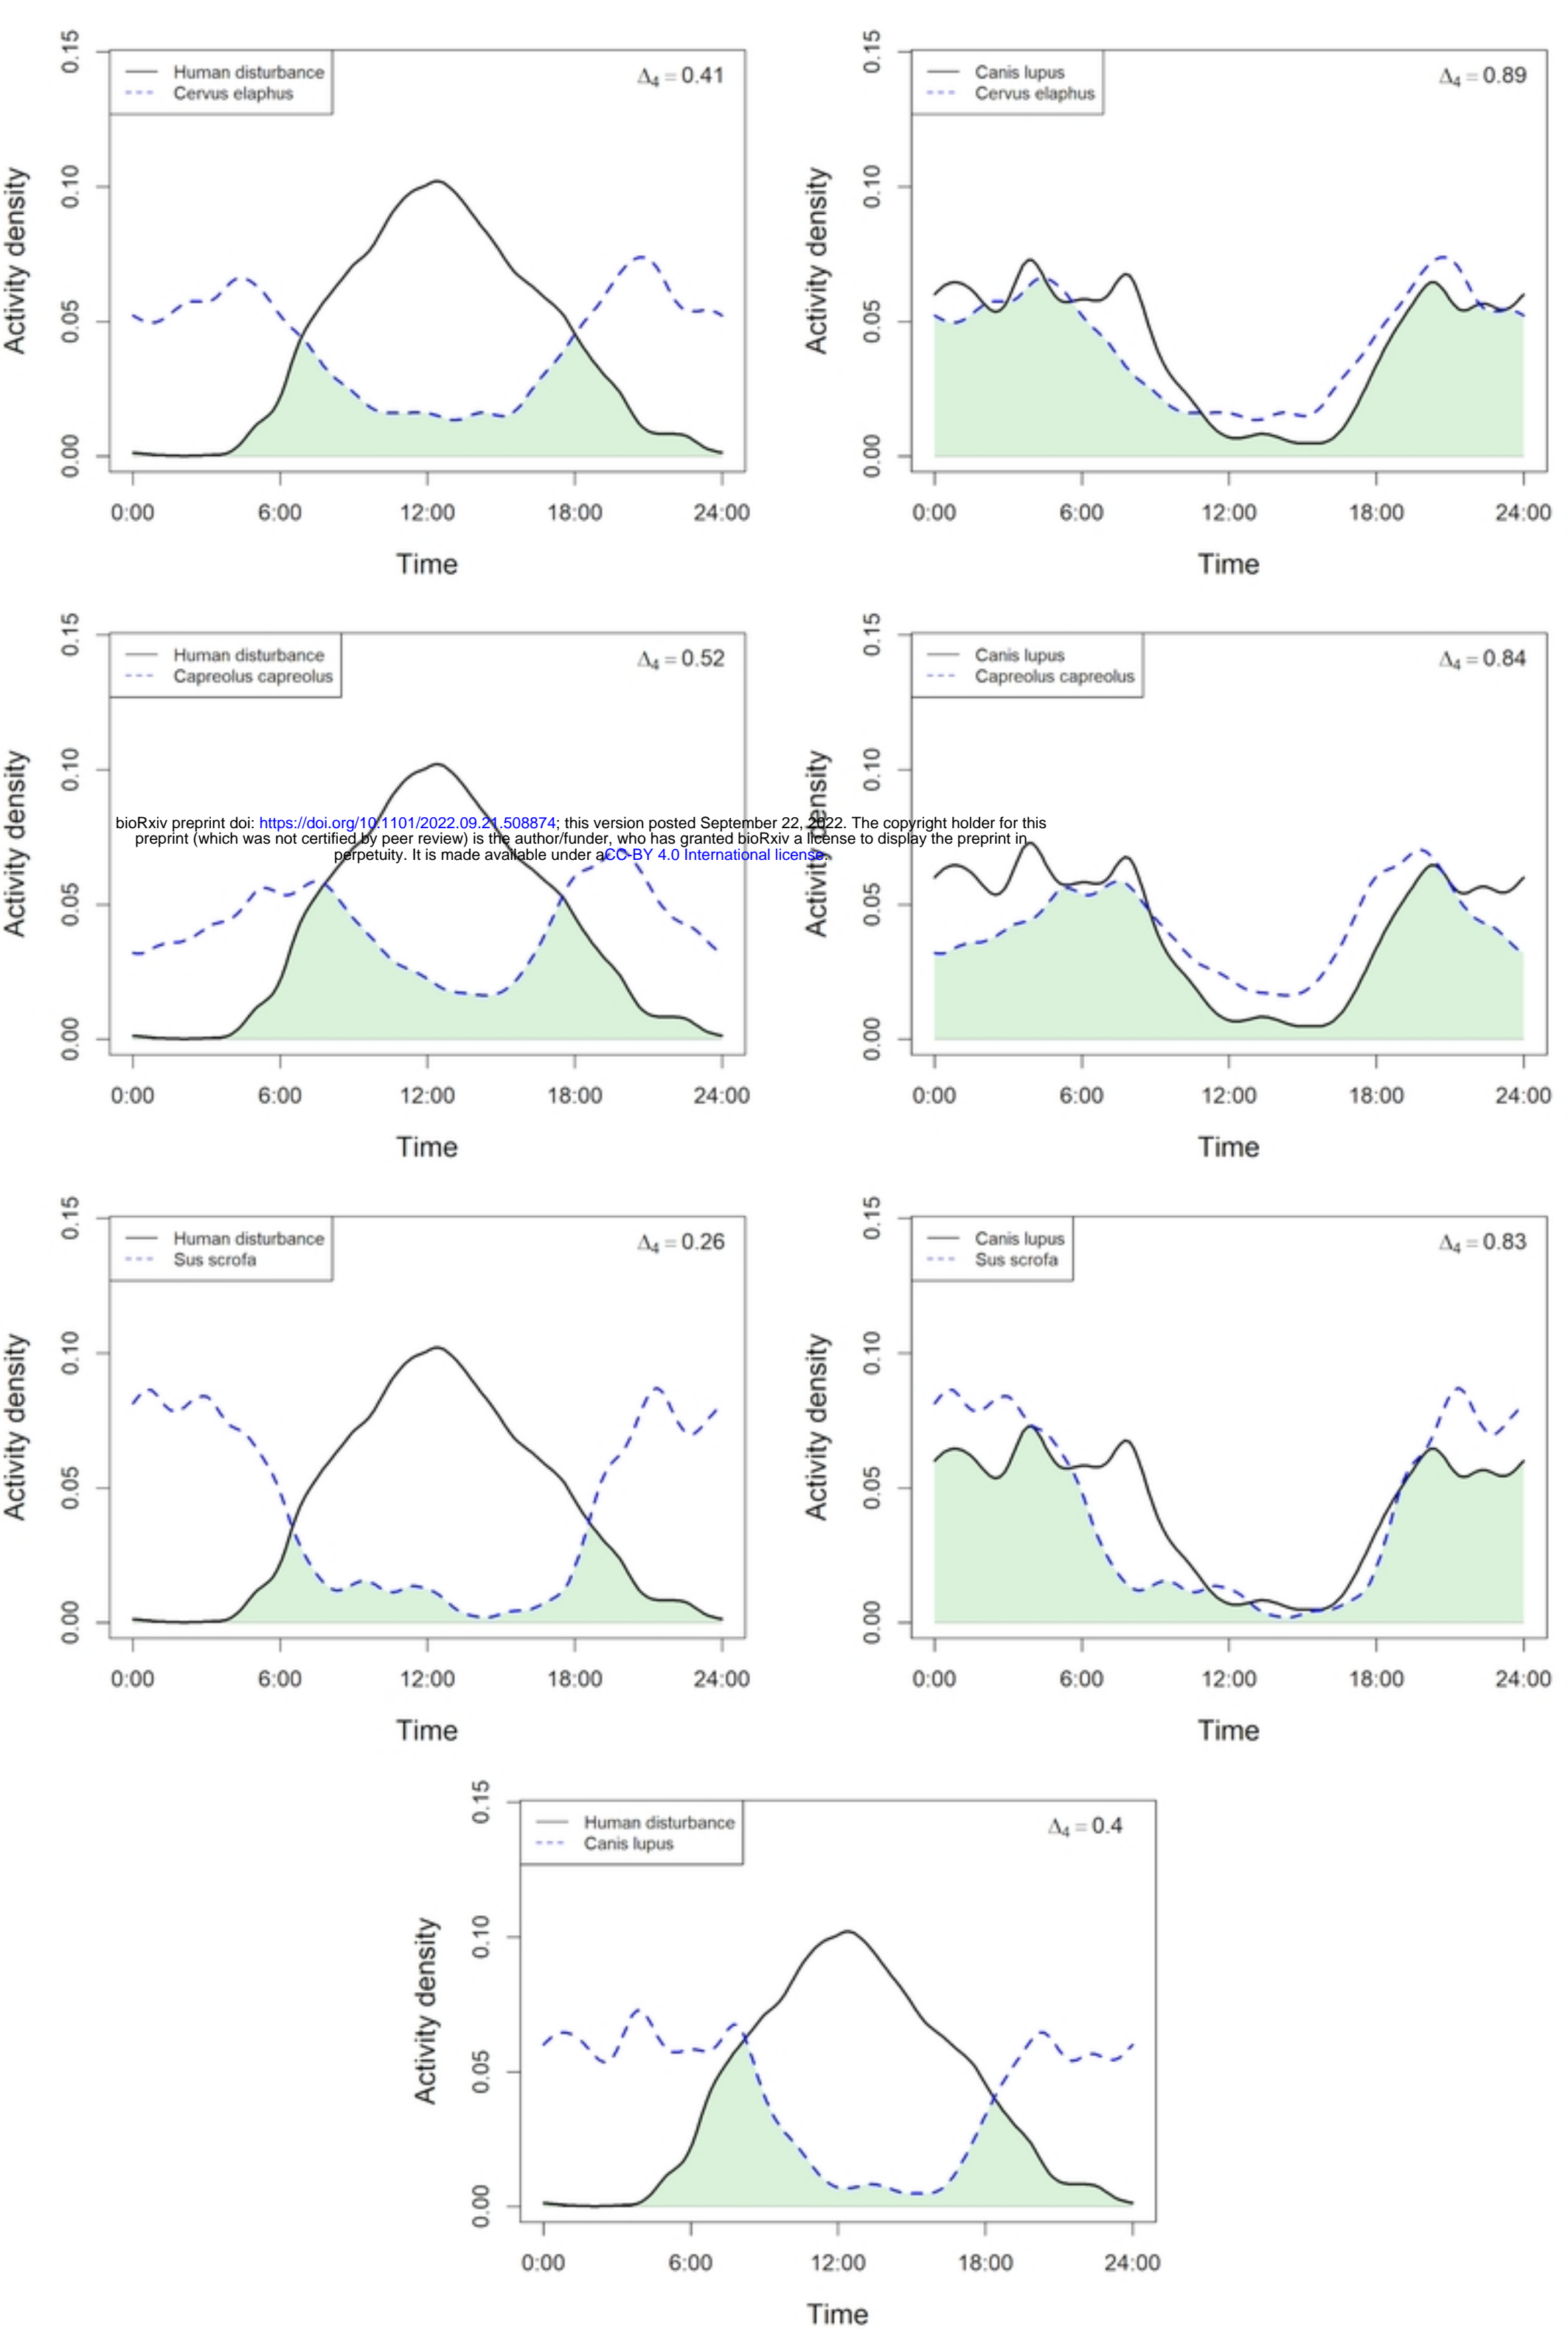 Human disturbance
Cervus elaphus
Δ4 = 0.41
Activity density
0.15
0.10
0.05
0.00
0:00 6:00 12:00 18:00 24:00
Time
Canis lupus
Cervus elaphus
Δ4 = 0.89
Activity density
0.15
0.10
0.05
0.00
0:00 6:00 12:00 18:00 24:00
Time
Human disturbance
Capreolus capreolus
Δ4 = 0.52
Activity density
0.15
0.10
0.05
0.00
0:00 6:00 12:00 18:00 24:00
Time
Canis lupus
Capreolus capreolus
Δ4 = 0.84
Activity density
0.15
0.10
0.05
0.00
0:00 6:00 12:00 18:00 24:00
Time
bioRxiv preprint doi: https://doi.org/10.1101/2022.09.21.508874; this version posted September 22, 2022. The copyright holder for this
preprint (which was not certified by peer review) is the author/funder, who has granted bioRxiv a license to display the preprint in
perpetuity. It is made available under aCC-BY 4.0 International license.
Human disturbance
Sus scrofa
Δ4 = 0.26
Activity density
0.15
0.10
0.05
0.00
0:00 6:00 12:00 18:00 24:00
Time
Canis lupus
Sus scrofa
Δ4 = 0.83
Activity density
0.15
0.10
0.05
0.00
0:00 6:00 12:00 18:00 24:00
Time
Human disturbance
Canis lupus
Δ4 = 0.4
Activity density
0.15
0.10
0.05
0.00
0:00 6:00 12:00 18:00 24:00
Time